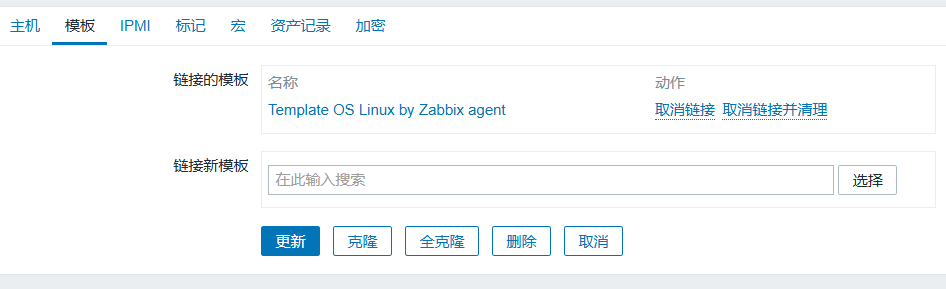 主机 模板 IPMI 标记 宏 资产记录 加密
链接的模板 名称 动作
Template OS Linux by Zabbix agent 取消链接 取消链接并清理
链接新模板 在此输入搜索 选择
更新 克隆 全克隆 删除 取消